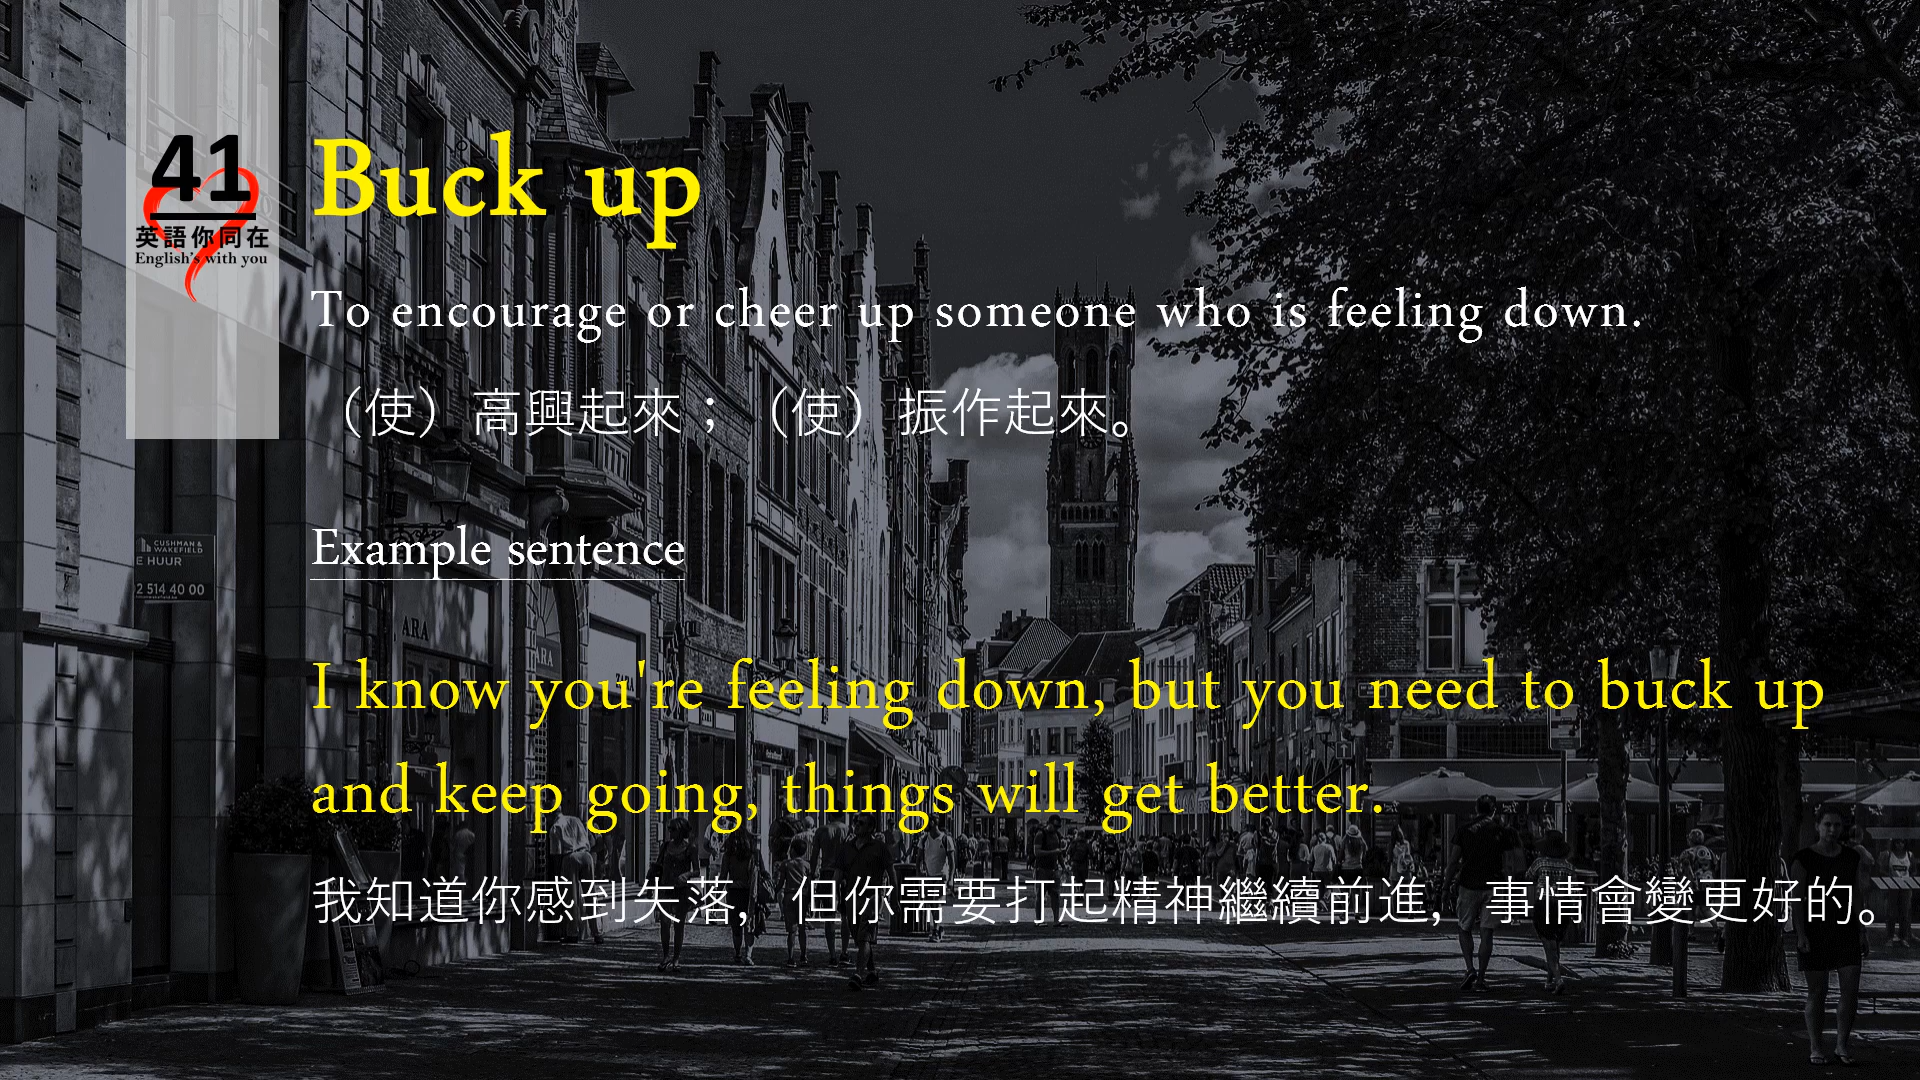 41
英語你同在
English's with you
Buck up
To encourage or cheer up someone who is feeling down.
（使）高興起來；（使）振作起來。
Example sentence
I know you're feeling down, but you need to buck up
and keep going, things will get better.
我知道你感到失落，但你需要打起精神繼續前進，事情會變更好的。
CUSHMAN &
WAKEFIELD
E HUUR
2 514 40 00
ARA
ARA